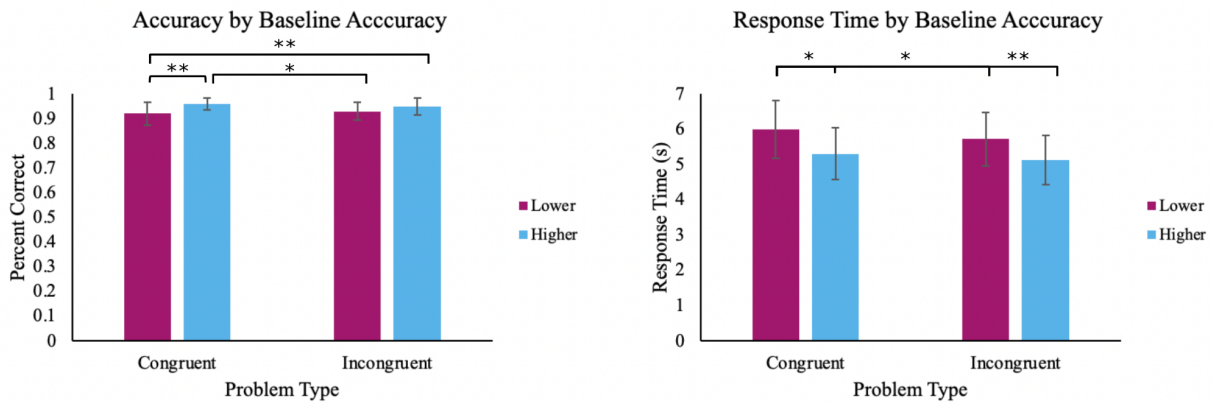 Accuracy by Baseline Acccuracy
**
**
*
1
0.9
0.8
0.7
0.6
0.5
0.4
0.3
0.2
0.1
0
Percent Correct
Congruent
Incongruent
Problem Type
Lower
Higher
Response Time by Baseline Acccuracy
*
*
**
7
6
5
4
3
2
1
0
Response Time (s)
Congruent
Incongruent
Problem Type
Lower
Higher